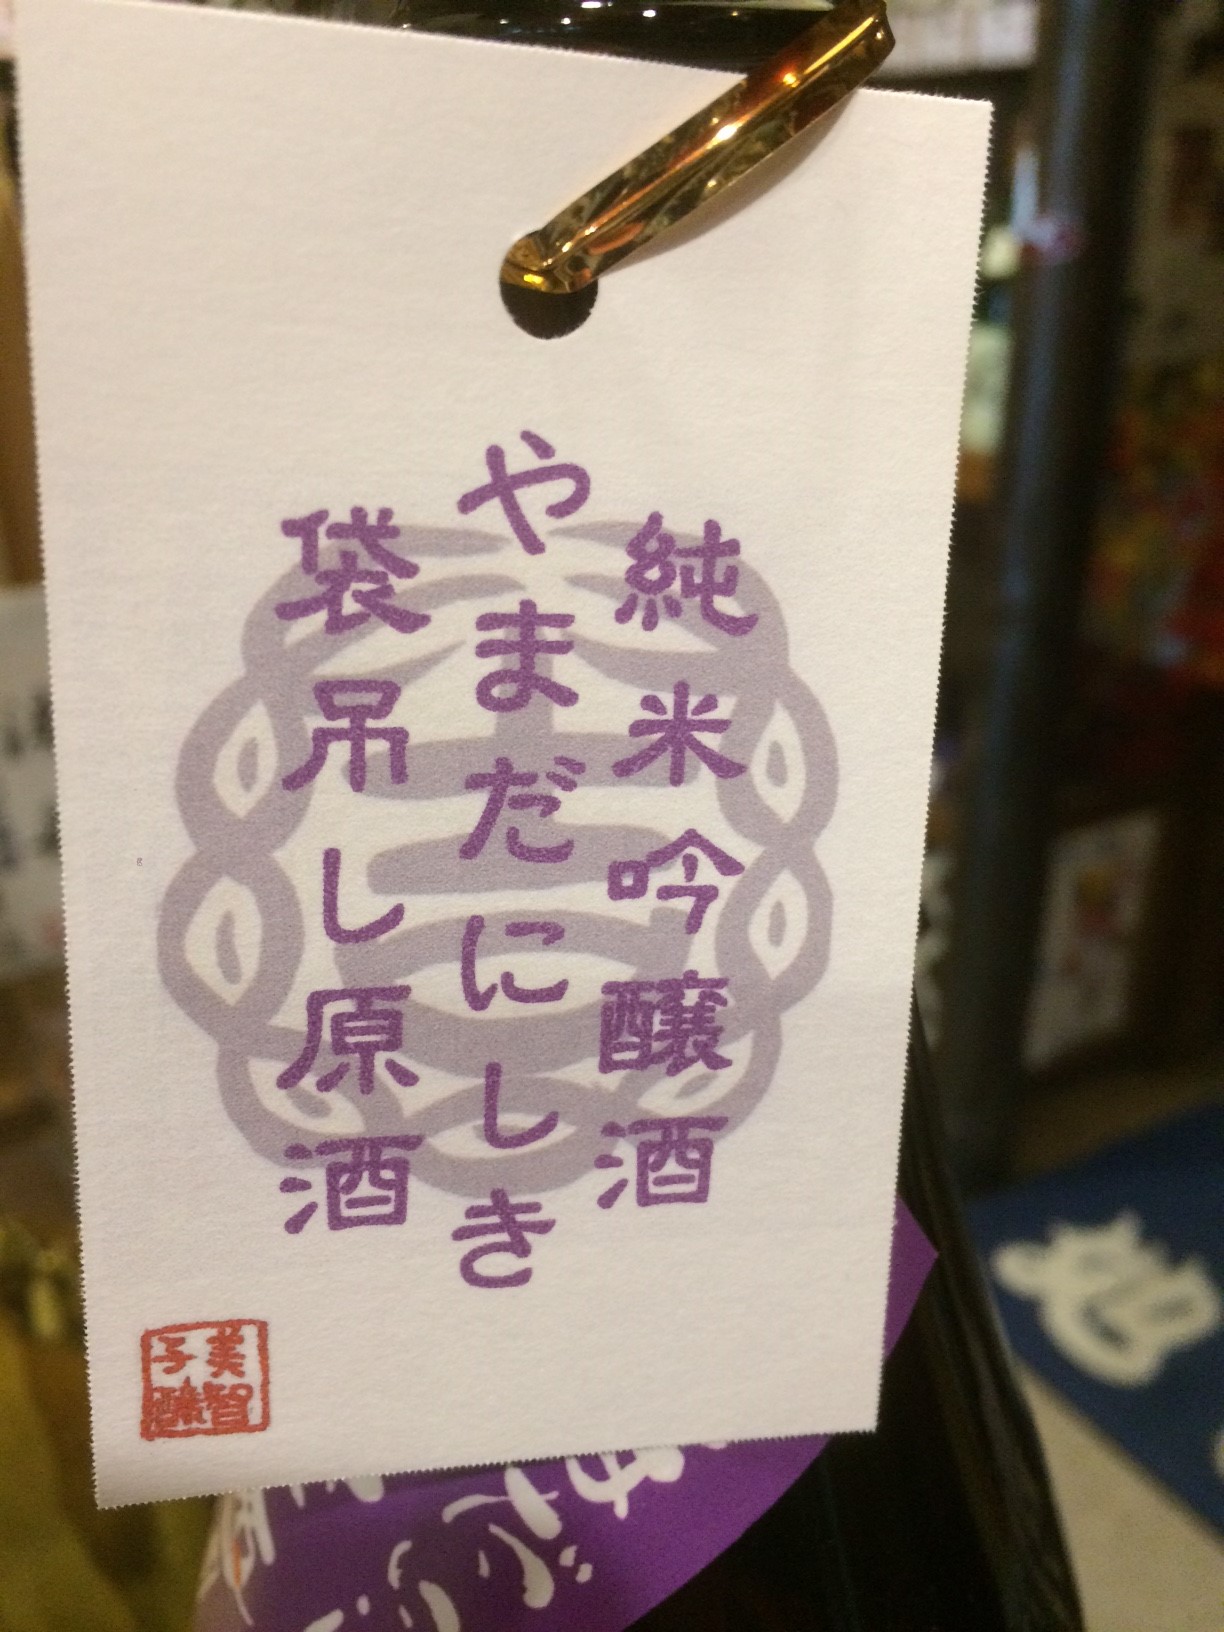 純米吟醸酒
やまだにしき
袋吊し原酒
美智
子醸